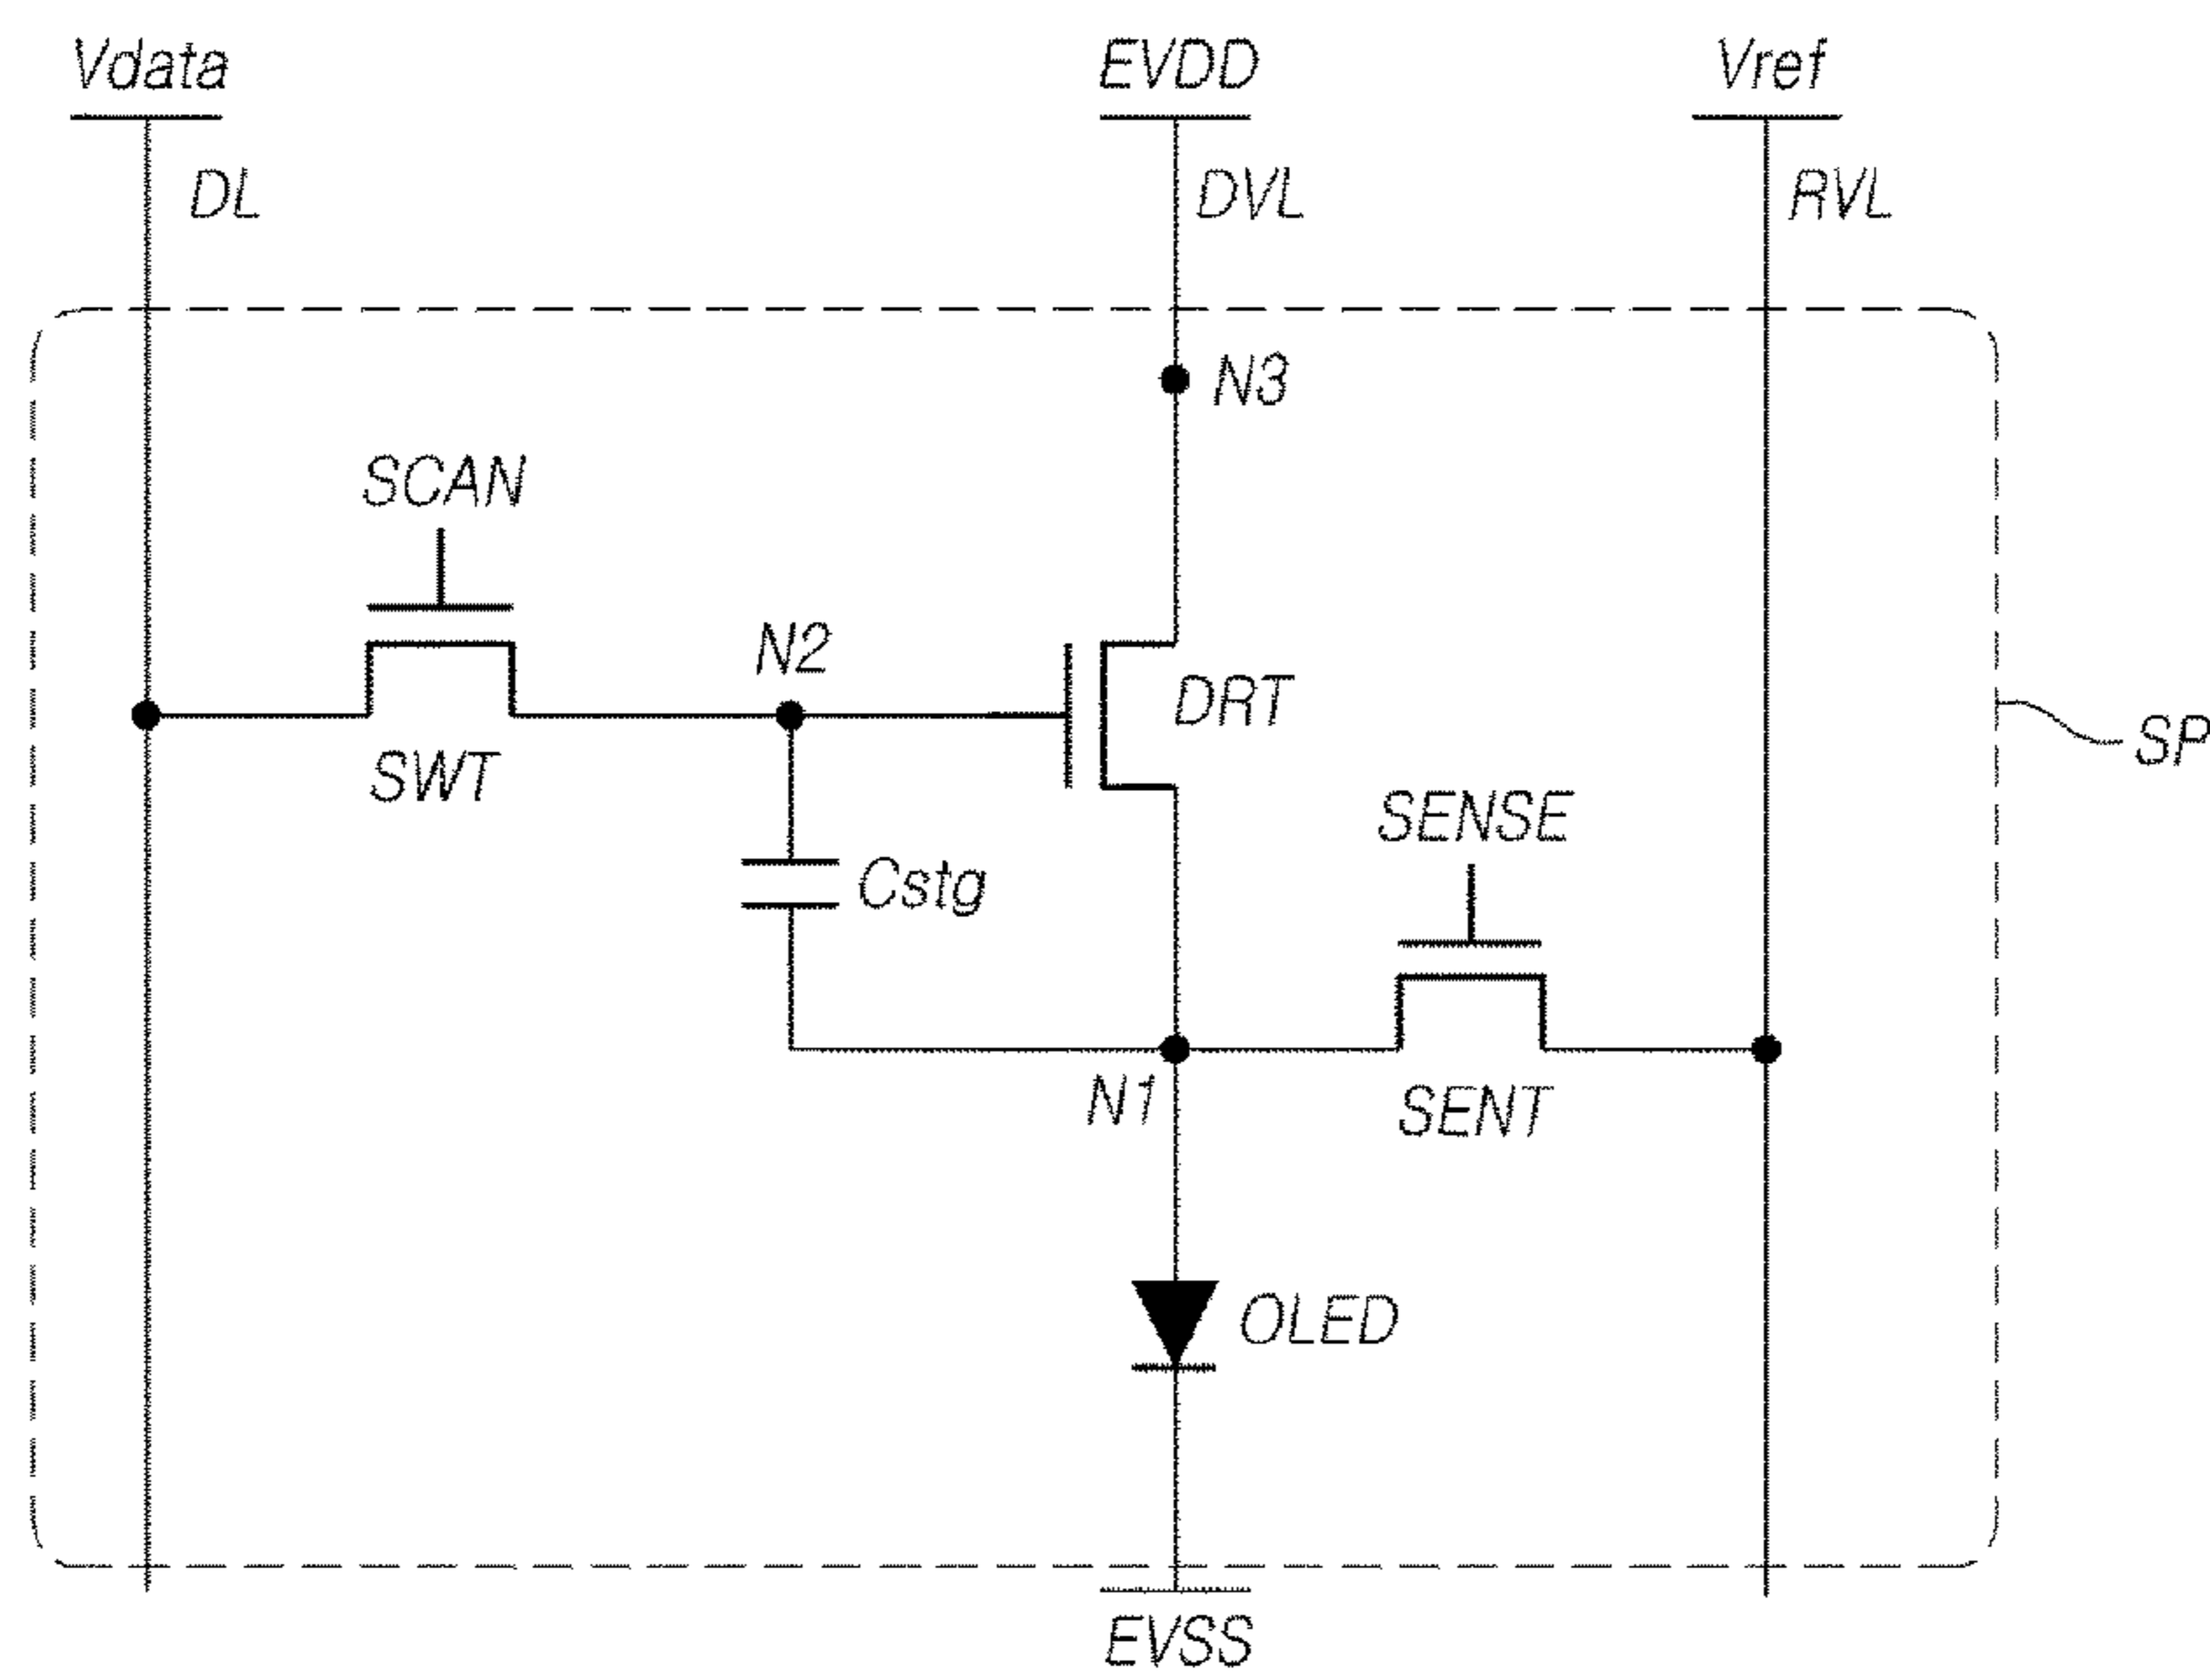 Vdata
EVDD
Vref
DL
DVL
RVL
N3
SCAN
N2
DRT
SP
SWT
SENSE
Cstg
N1
SENT
OLED
EVSS